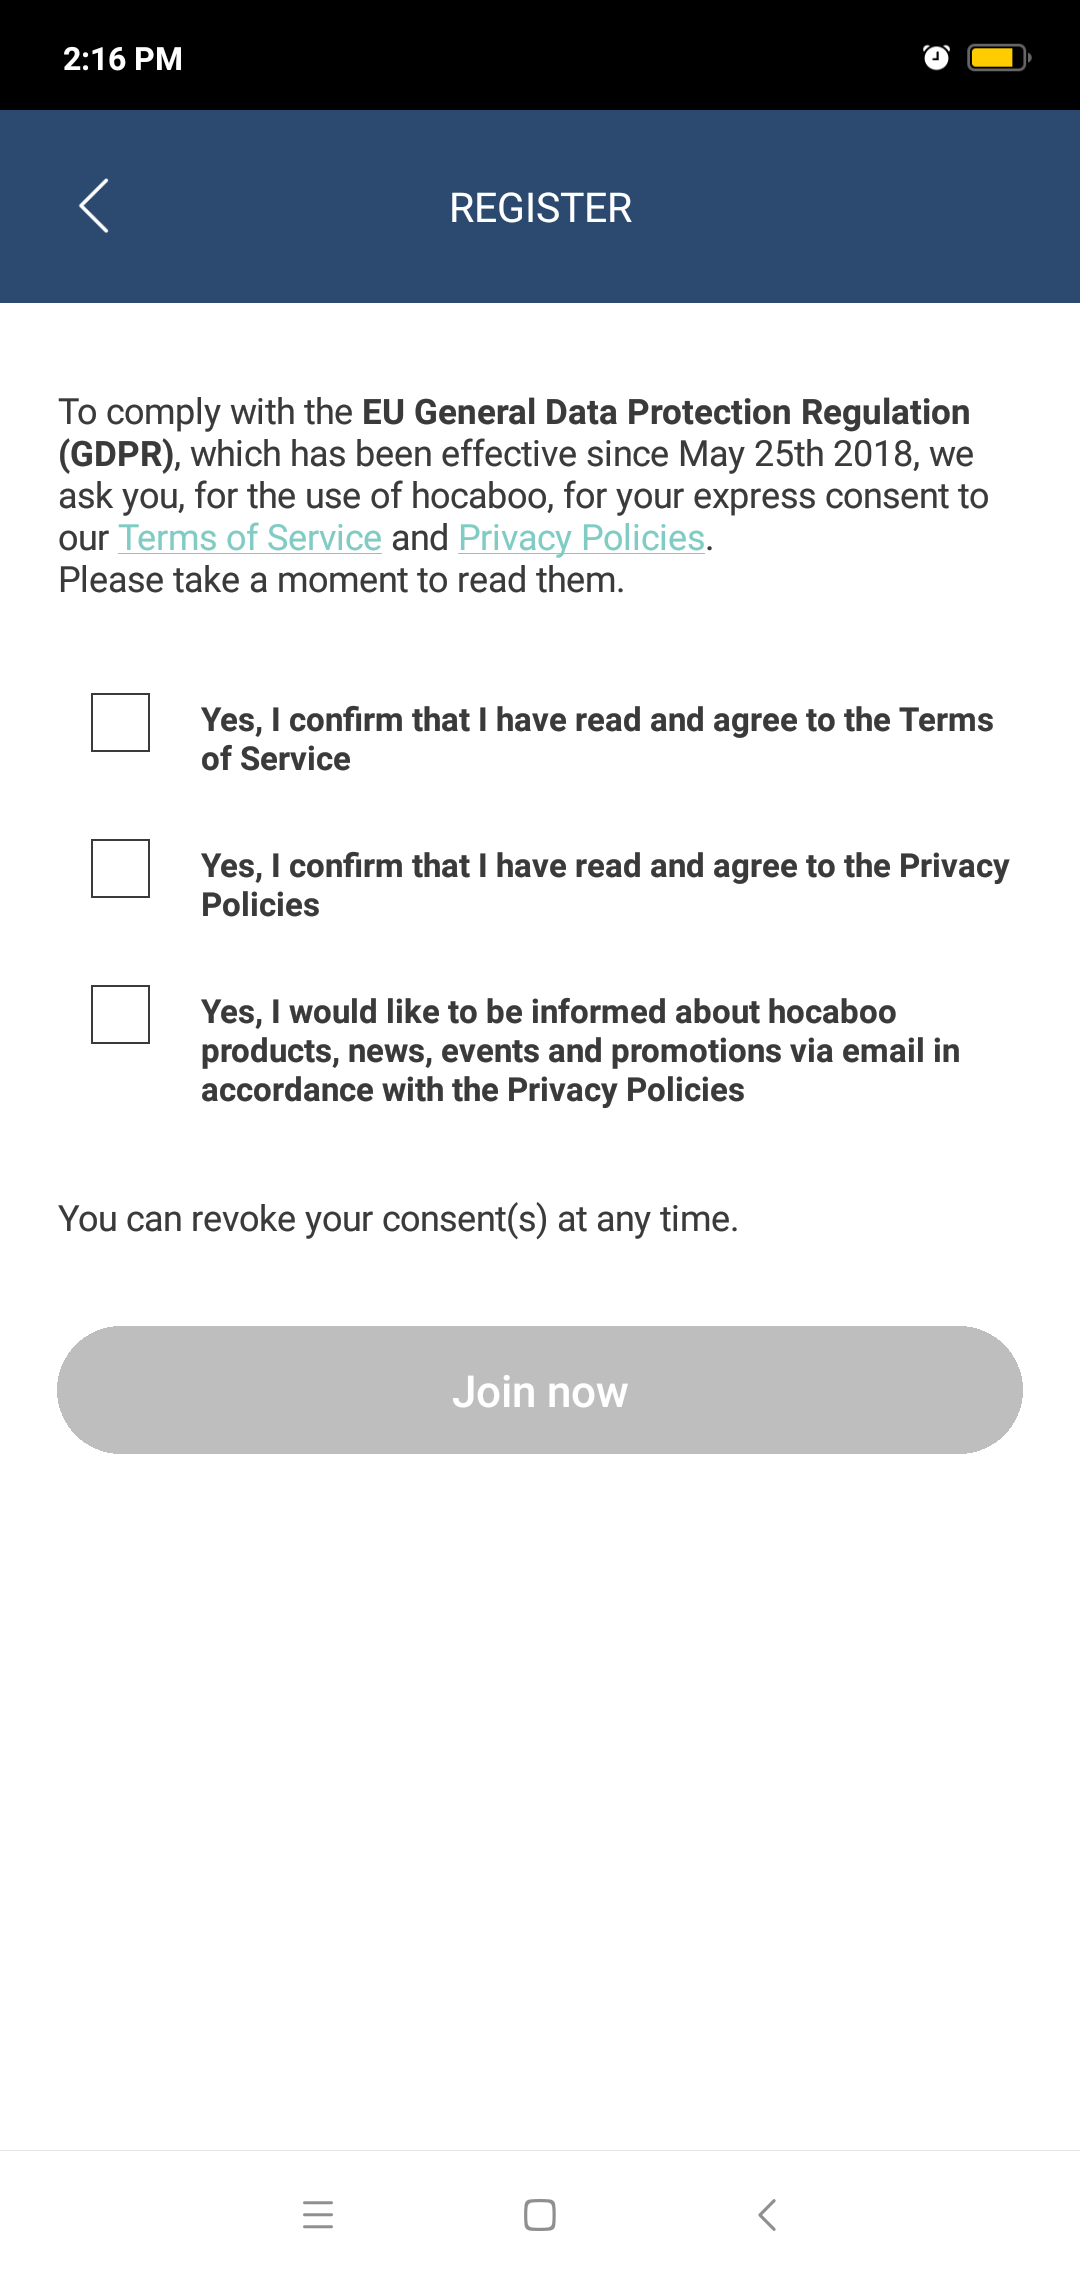 2:16 PM
REGISTER
To comply with the EU General Data Protection Regulation
(GDPR), which has been effective since May 25th 2018, we
ask you, for the use of hocaboo, for your express consent to
our Terms of Service and Privacy Policies.
Please take a moment to read them.
Yes, I confirm that I have read and agree to the Terms
of Service
Yes, I confirm that I have read and agree to the Privacy
Policies
Yes, I would like to be informed about hocaboo
products, news, events and promotions via email in
accordance with the Privacy Policies
You can revoke your consent(s) at any time.
Join now